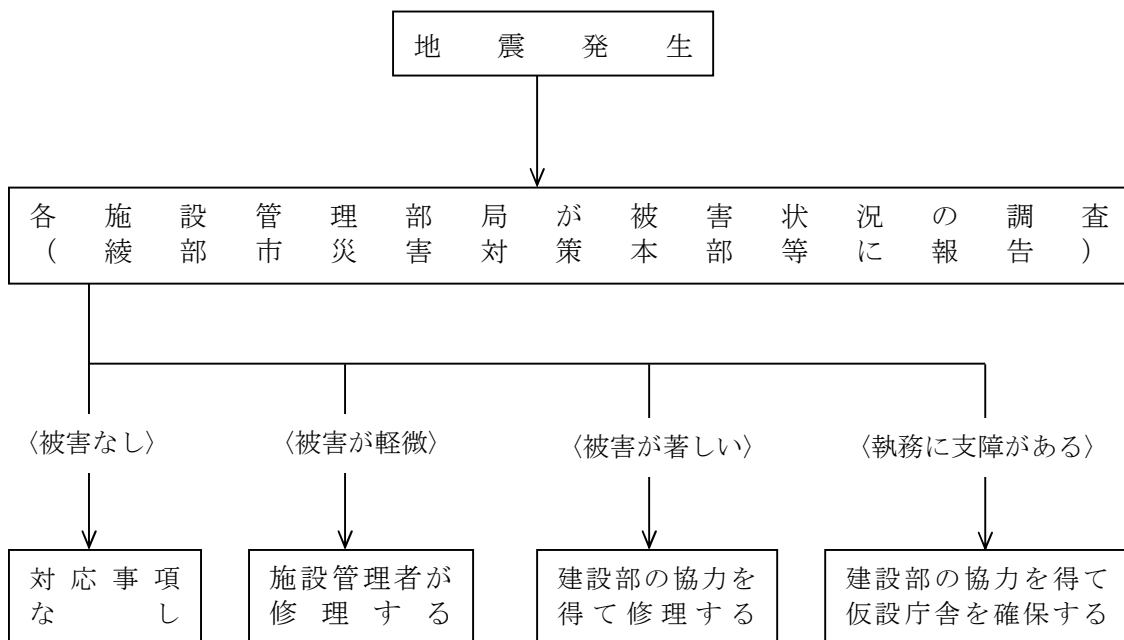 地震発生
各施設管理部局が被害状況の調査
(綾部市災害対策本部等に報告)
〈被害なし〉
〈被害が軽微〉
〈被害が著しい〉
〈執務に支障がある〉
対応事項
なし
施設管理者が
修理する
建設部の協力を
得て修理する
建設部の協力を得て
仮設庁舎を確保する